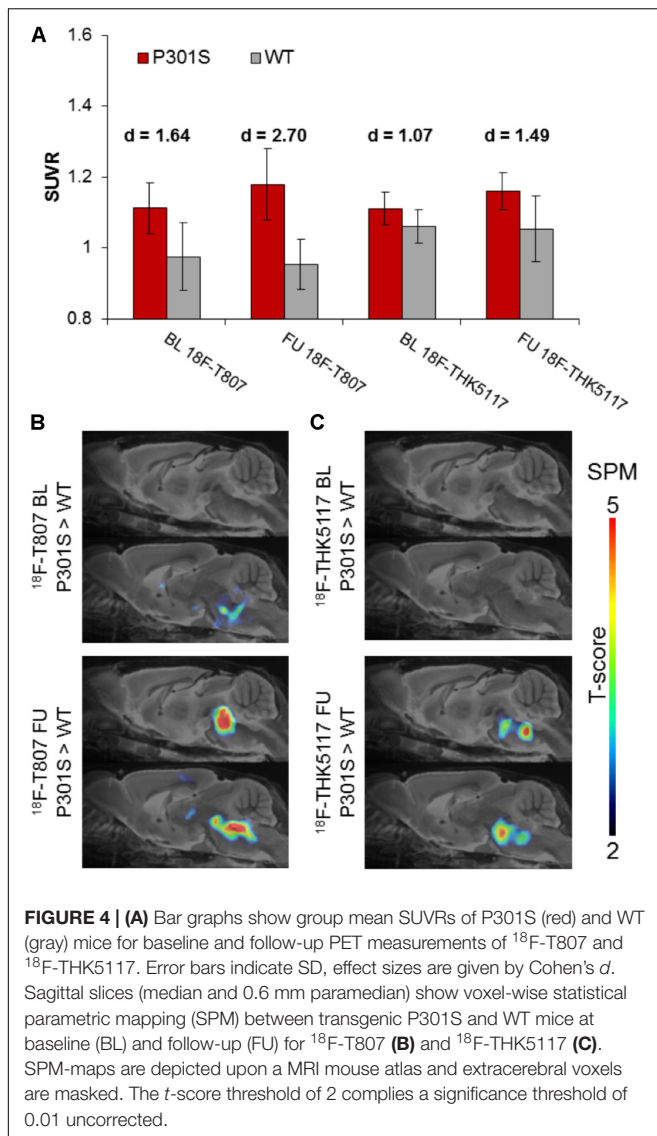 A
P301S WT
1.6
1.4
1.2
1
0.8
SUVR
d = 1.64 d = 2.70 d = 1.07 d = 1.49
BL 18F-T807
FU 18F-T807
BL 18F-THK5117
FU 18F-THK5117
B
C
¹⁸F-T807 BL
P301S > WT
¹⁸F-THK5117 BL
P301S > WT
¹⁸F-T807 FU
P301S > WT
¹⁸F-THK5117 FU
P301S > WT
SPM
5
T-score
2
FIGURE 4 | (A) Bar graphs show group mean SUVRs of P301S (red) and WT
(gray) mice for baseline and follow-up PET measurements of ¹⁸F-T807 and
¹⁸F-THK5117. Error bars indicate SD, effect sizes are given by Cohen's d.
Sagittal slices (median and 0.6 mm paramedian) show voxel-wise statistical
parametric mapping (SPM) between transgenic P301S and WT mice at
baseline (BL) and follow-up (FU) for ¹⁸F-T807 (B) and ¹⁸F-THK5117 (C).
SPM-maps are depicted upon a MRI mouse atlas and extracerebral voxels
are masked. The t-score threshold of 2 complies a significance threshold of
0.01 uncorrected.